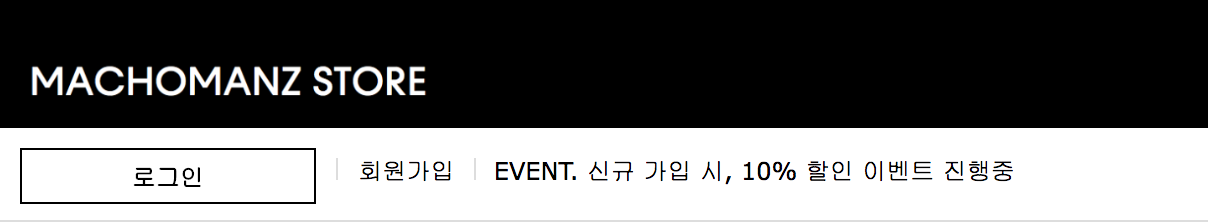 MACHOMANZ STORE
로그인 회원가입 EVENT. 신규 가입 시, 10% 할인 이벤트 진행중